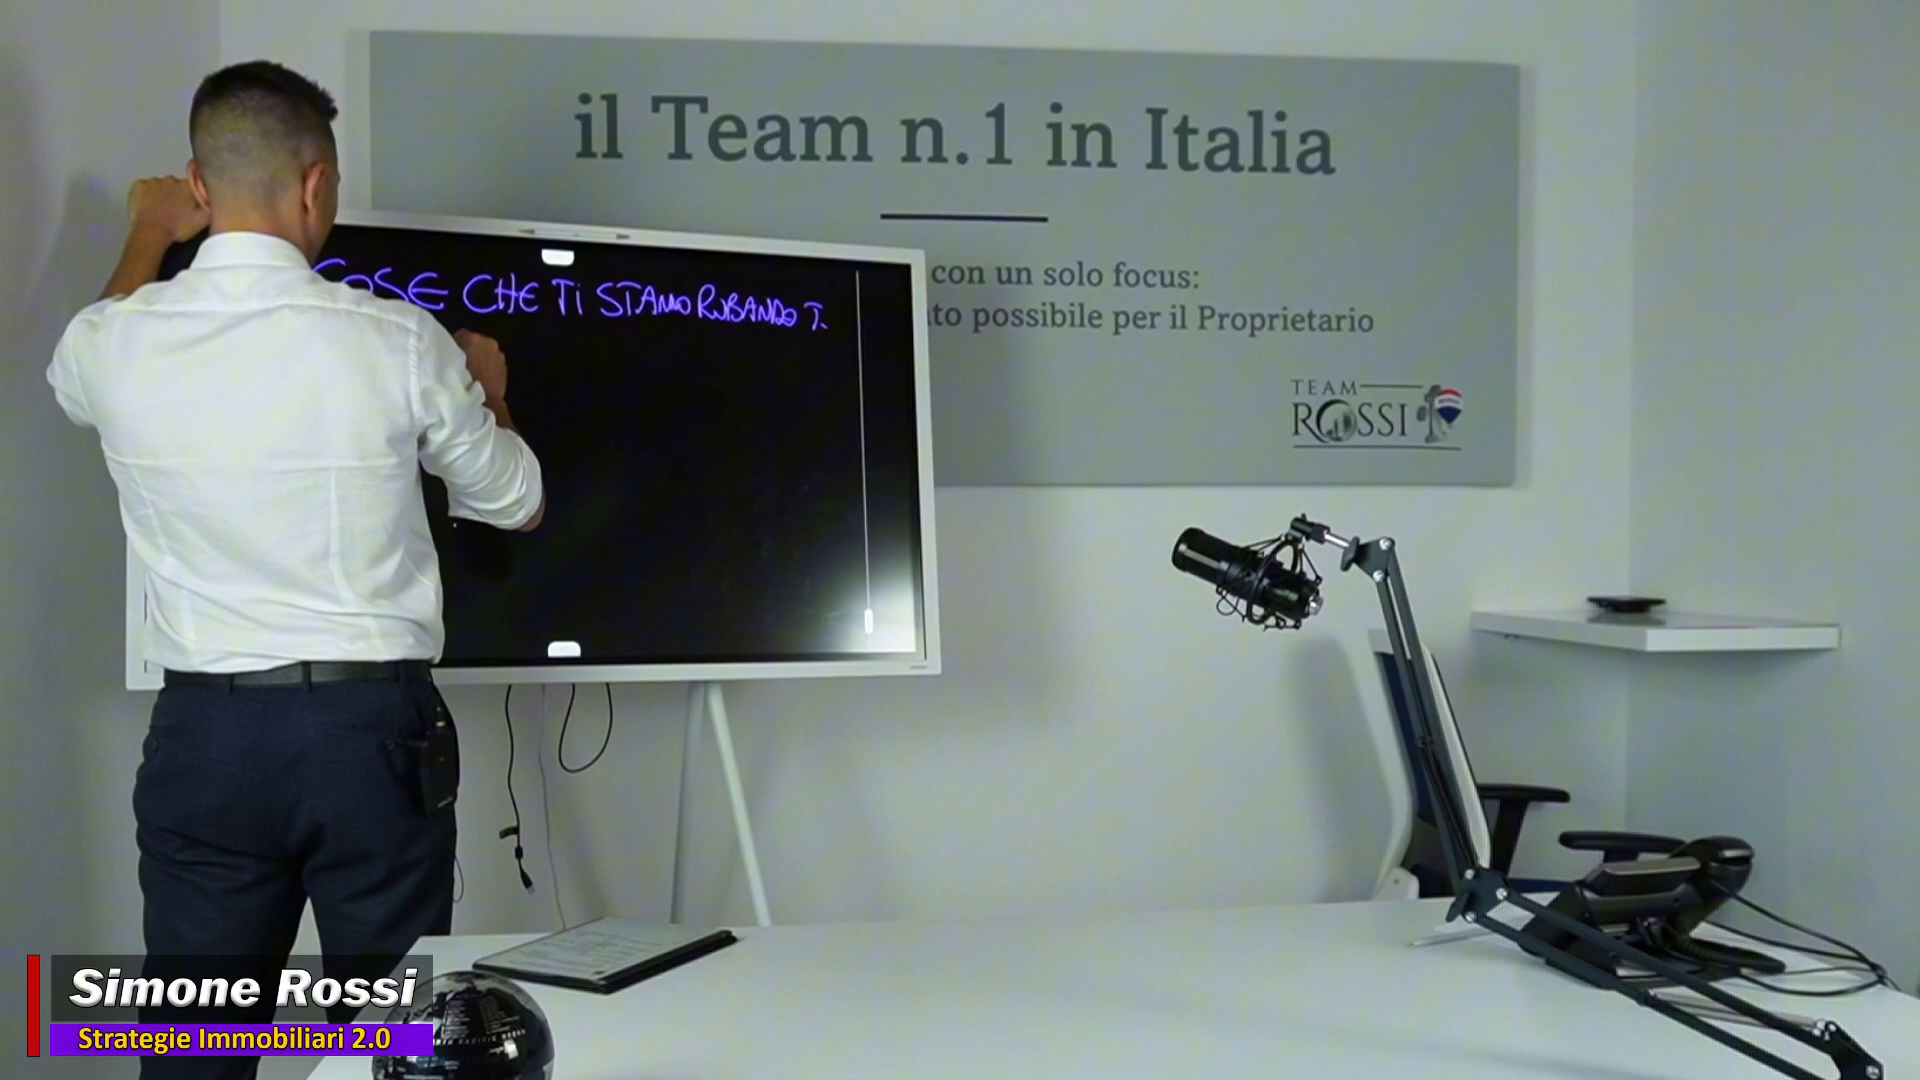 il Team n.1 in Italia
con un solo focus:
to possibile per il Proprietario
COSE CHE Ti STANNO RUBANDO T.
TEAM
ROSSI
Simone Rossi
Strategie Immobiliari 2.0